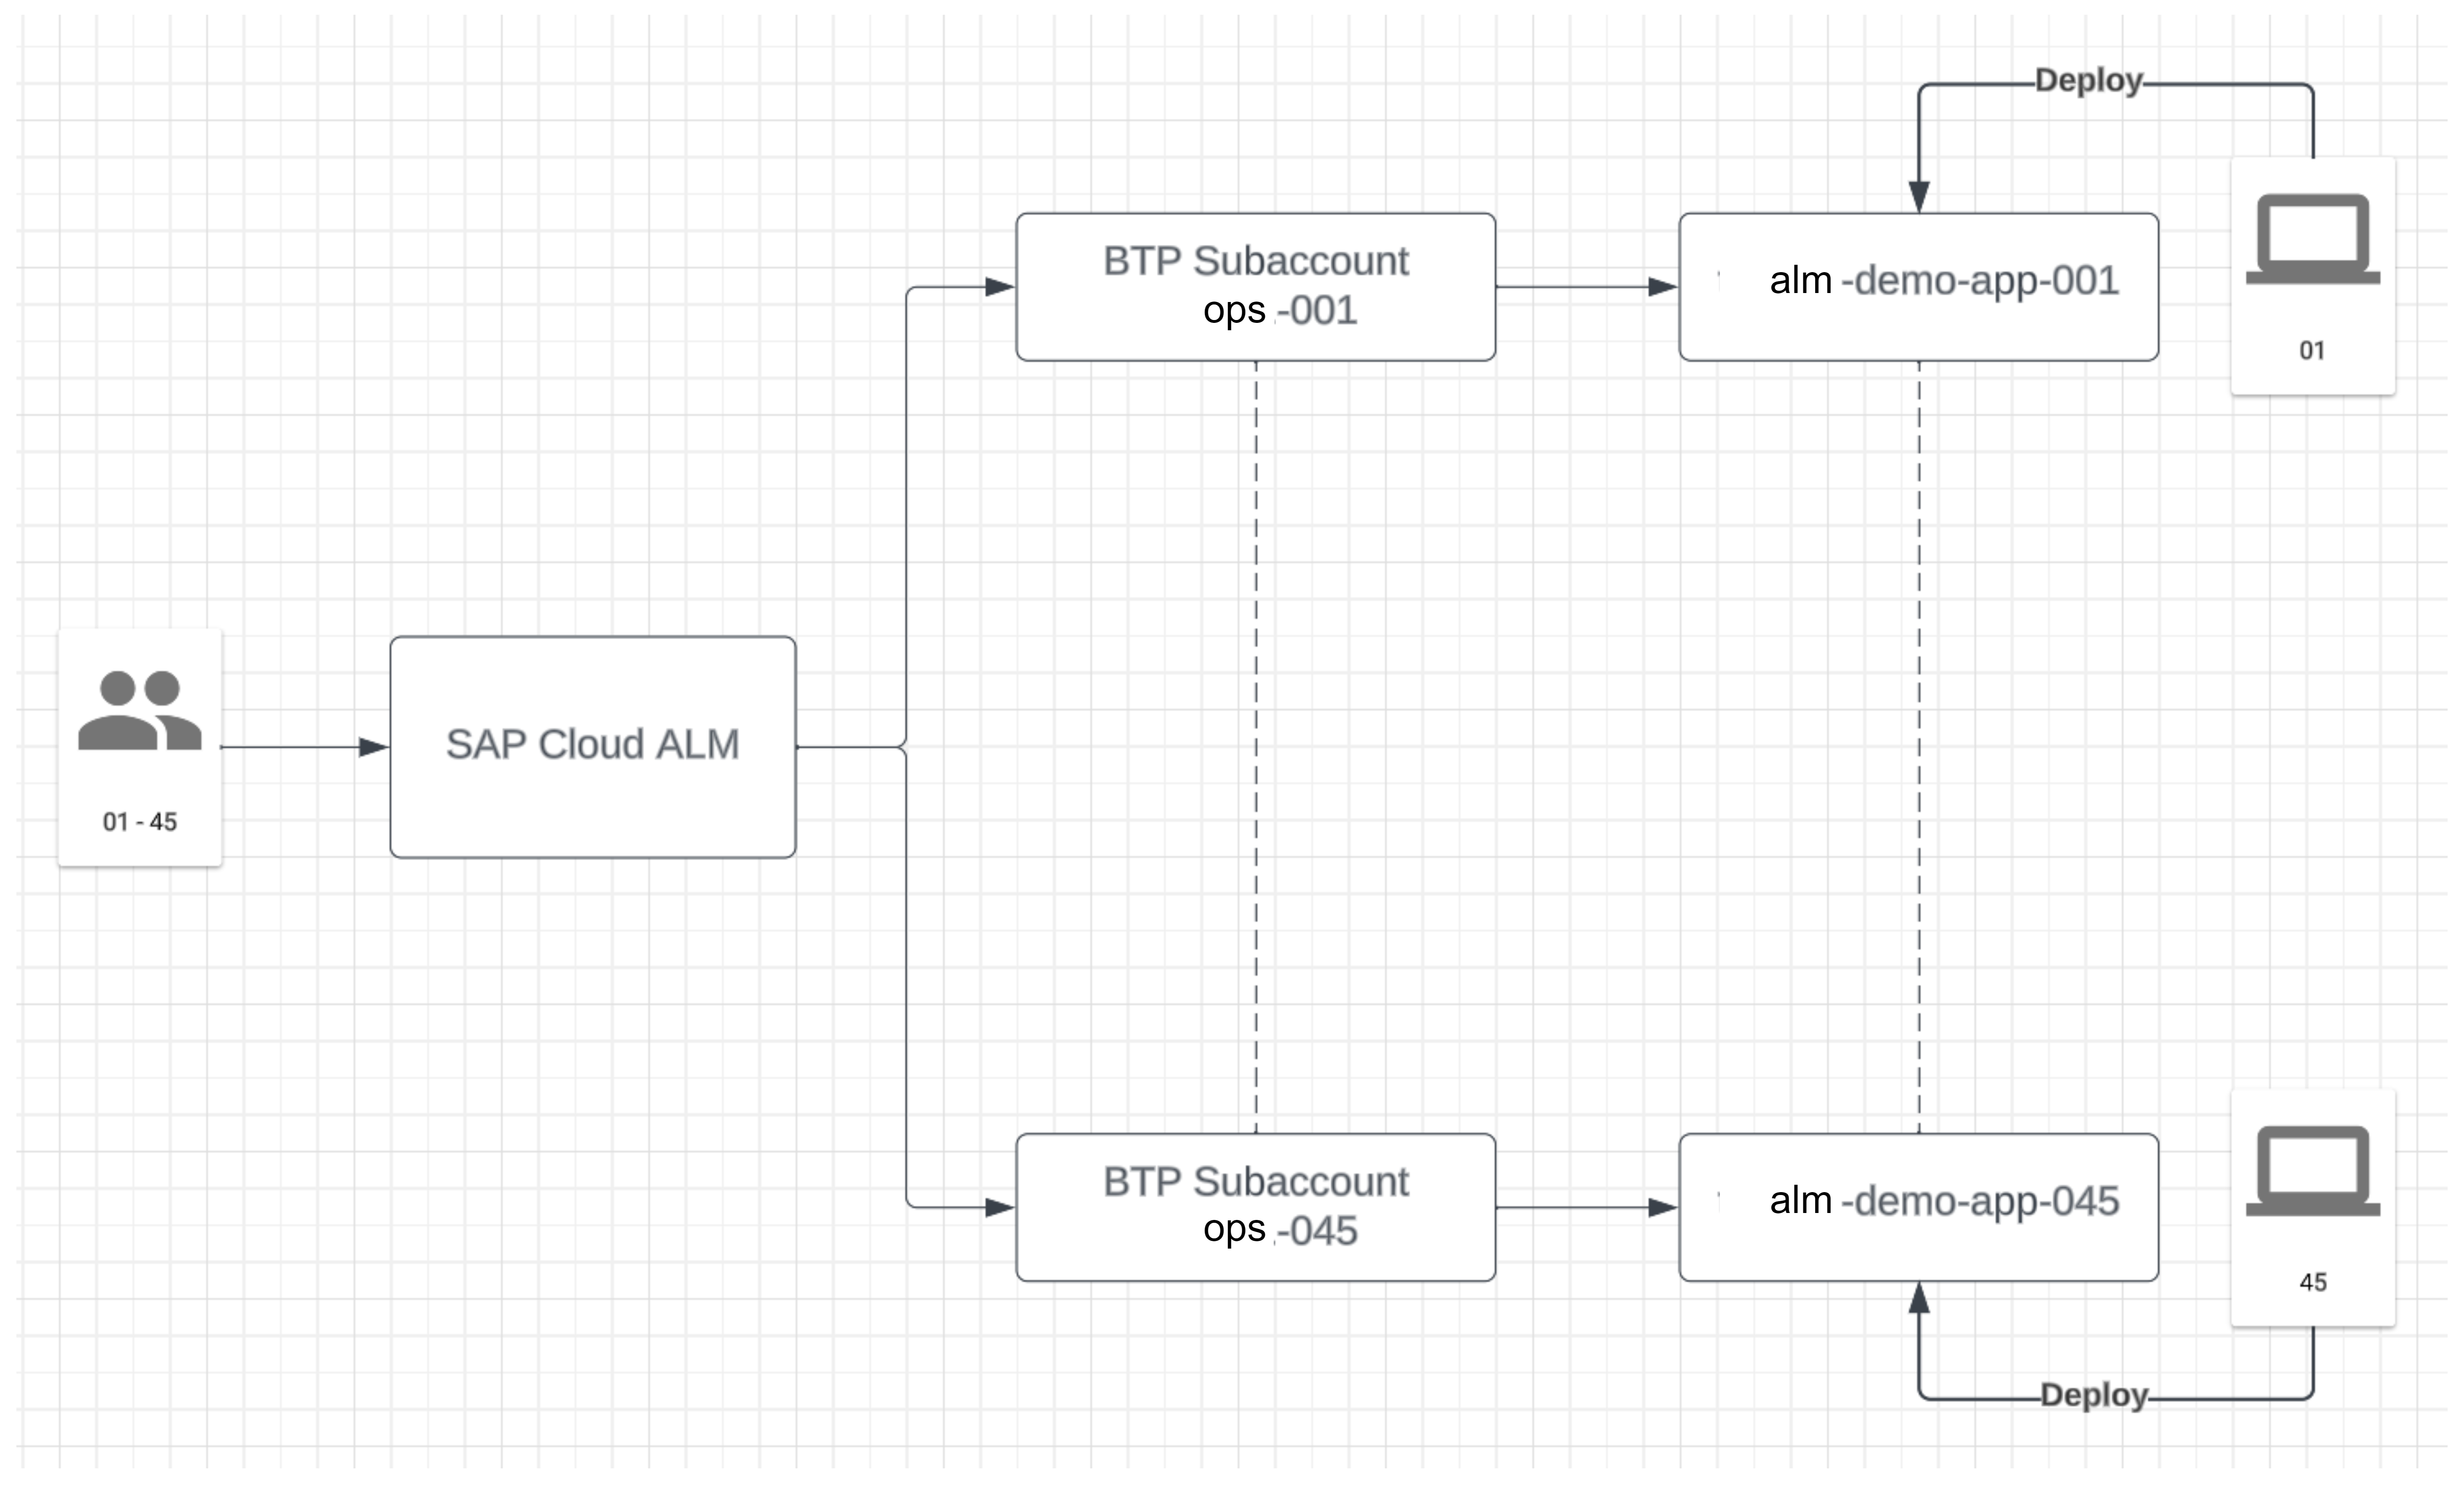 Deploy
BTP Subaccount
ops -001
alm -demo-app-001
01
SAP Cloud ALM
01 - 45
BTP Subaccount
ops -045
alm -demo-app-045
45
Deploy